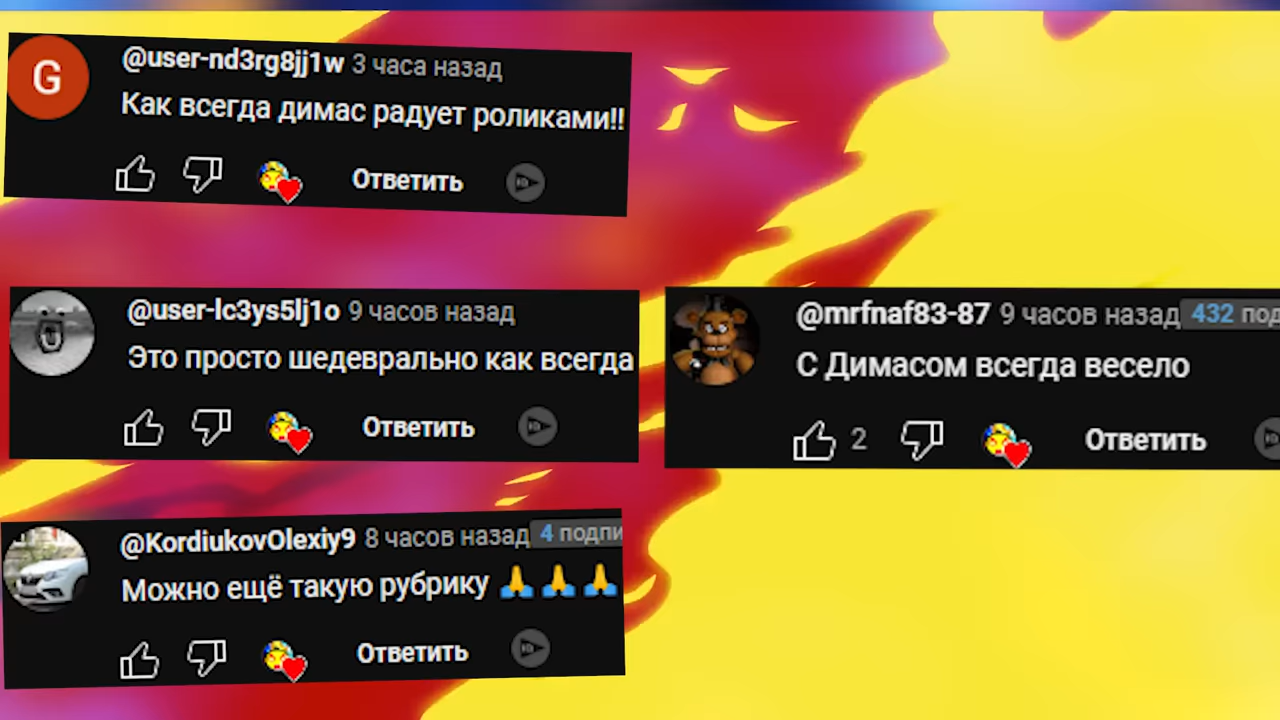 G
@user-nd3rg8jj1w 3 часа назад
Как всегда димас радует роликами!!
Ответить
@user-lc3ys5lj1o 9 часов назад
Это просто шедеврально как всегда
Ответить
@mrfnaf83-87 9 часов назад 432 под
С Димасом всегда весело
2
Ответить
@KordiukovOlexiy9 8 часов назад 4 подпи
Можно ещё такую рубрику 🙏🙏🙏
Ответить